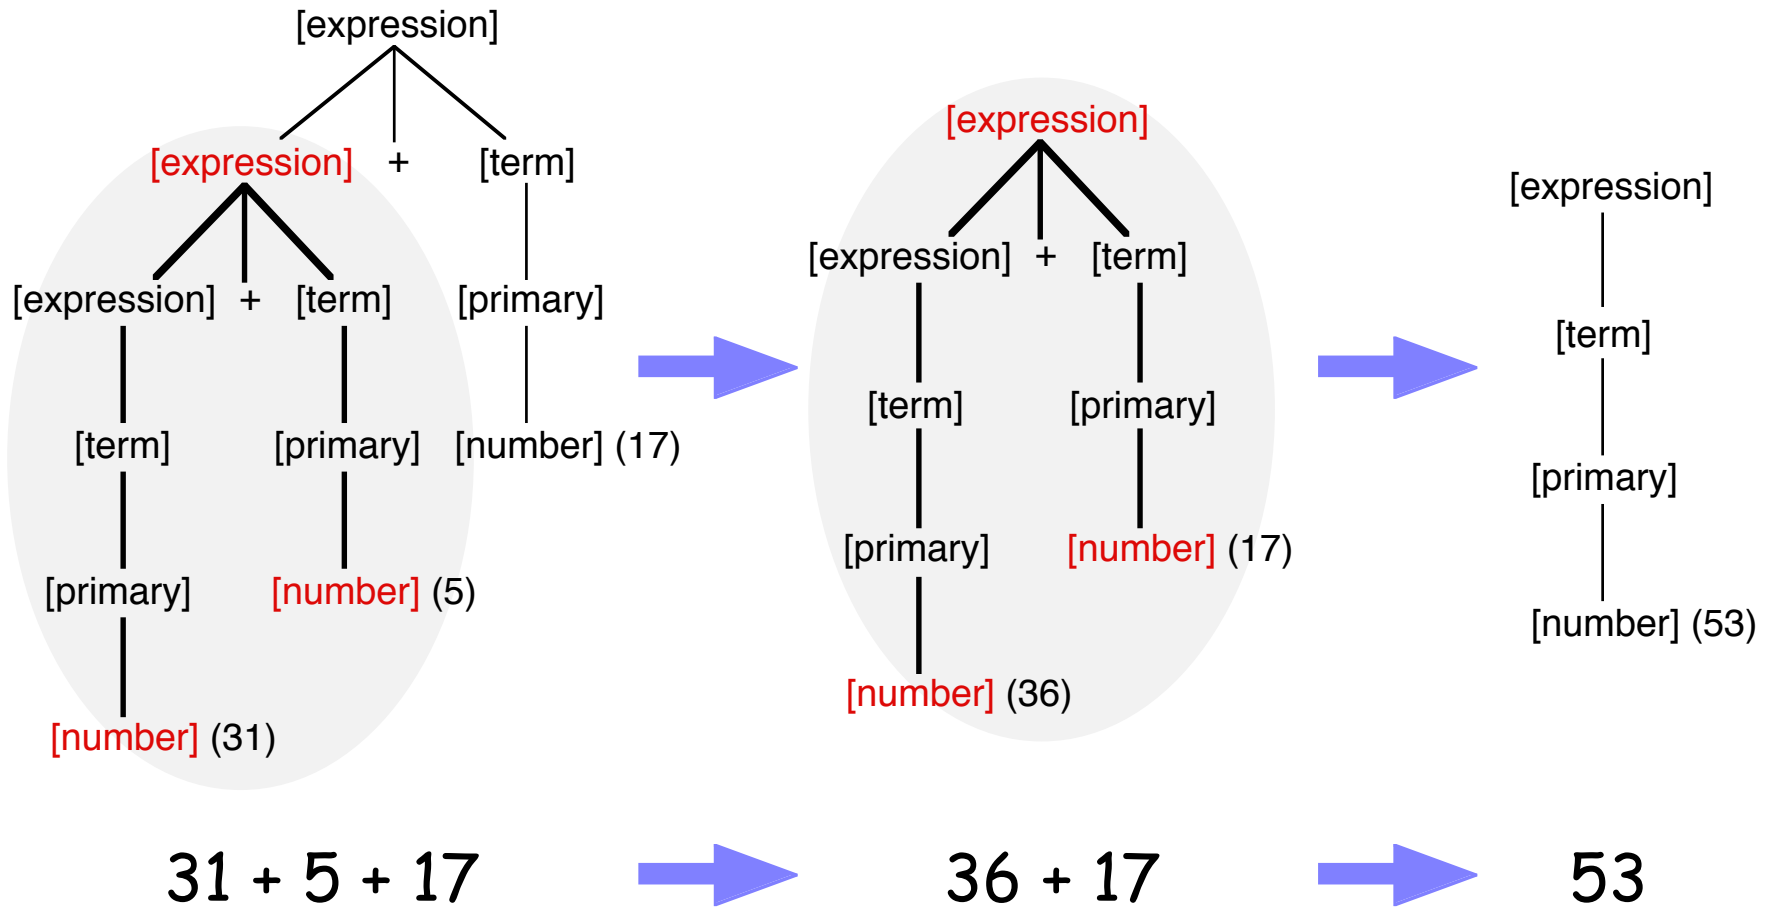 [expression]
[expression] + [term]
[expression] + [term] [primary]
[term] [primary] [number] (17)
[primary] [number] (5)
[number] (31)
[expression]
[expression] + [term]
[term] [primary]
[primary] [number] (17)
[number] (36)
[expression]
[term]
[primary]
[number] (53)
31 + 5 + 17 36 + 17 53